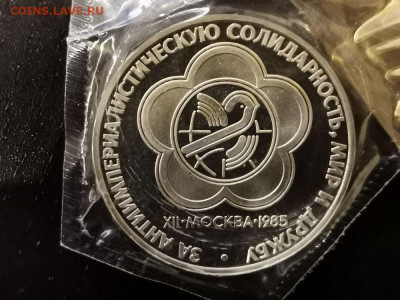 COINS.LAVE.RU
ЗА АНТИИМПЕРИАЛИСТИЧЕСКУЮ СОЛИДАРНОСТЬ, МИР И ДРУЖБУ
XII·МОСКВА·1985